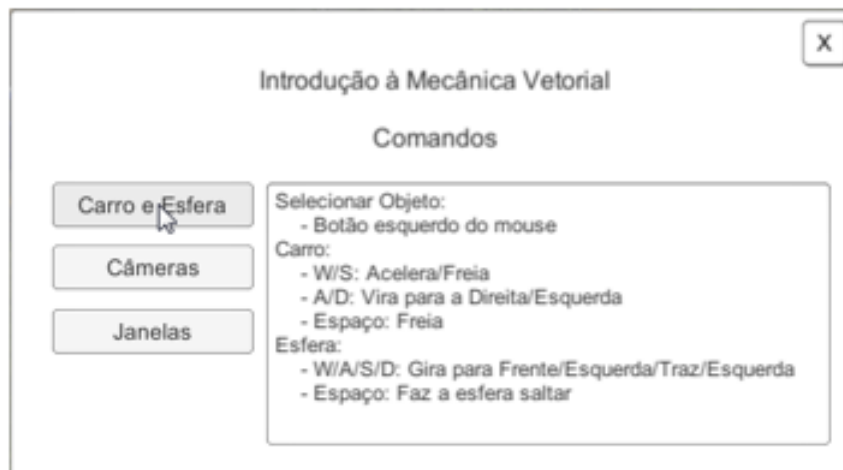 X
Introdução à Mecânica Vetorial
Comandos
Carro e Esfera
Câmeras
Janelas
Selecionar Objeto:
- Botão esquerdo do mouse
Carro:
- W/S: Acelera/Freia
- A/D: Vira para a Direita/Esquerda
- Espaço: Freia
Esfera:
- W/A/S/D: Gira para Frente/Esquerda/Traz/Esquerda
- Espaço: Faz a esfera saltar